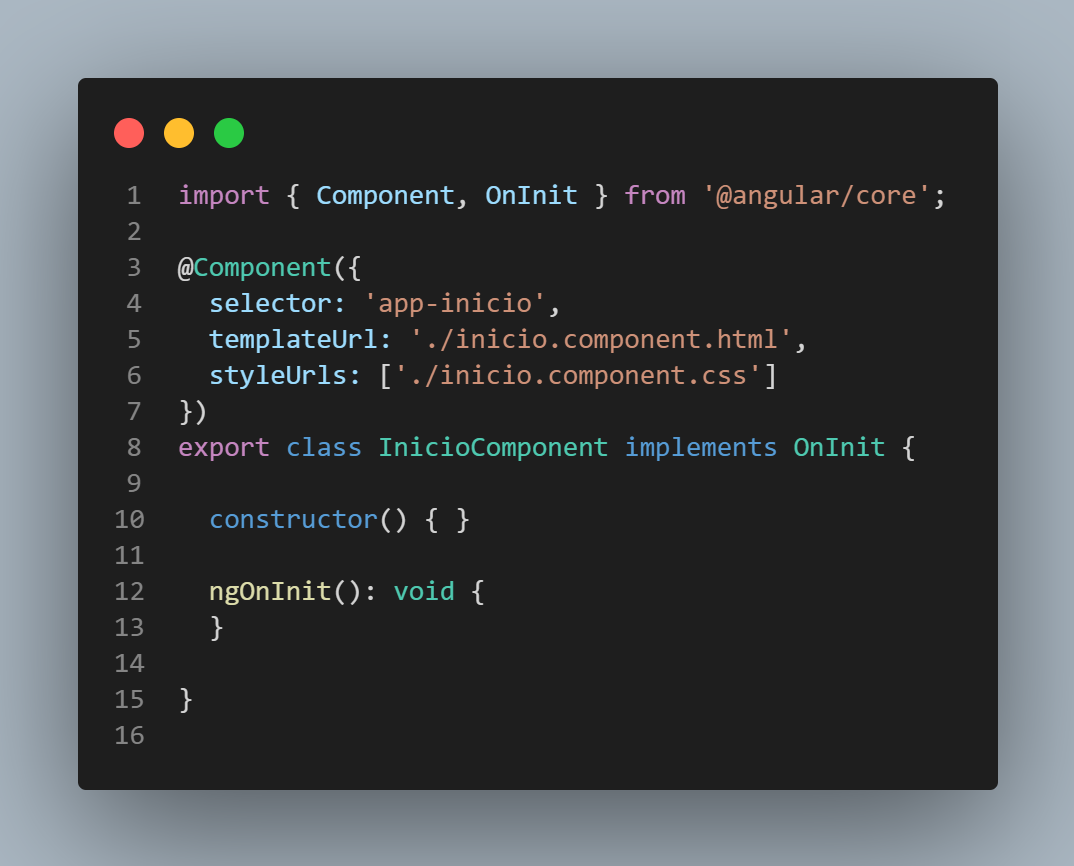 1 import { Component, OnInit } from '@angular/core';
2
3 @Component({
4   selector: 'app-inicio',
5   templateUrl: './inicio.component.html',
6   styleUrls: ['./inicio.component.css']
7 })
8 export class InicioComponent implements OnInit {
9
10   constructor() { }
11
12   ngOnInit(): void {
13   }
14
15 }
16